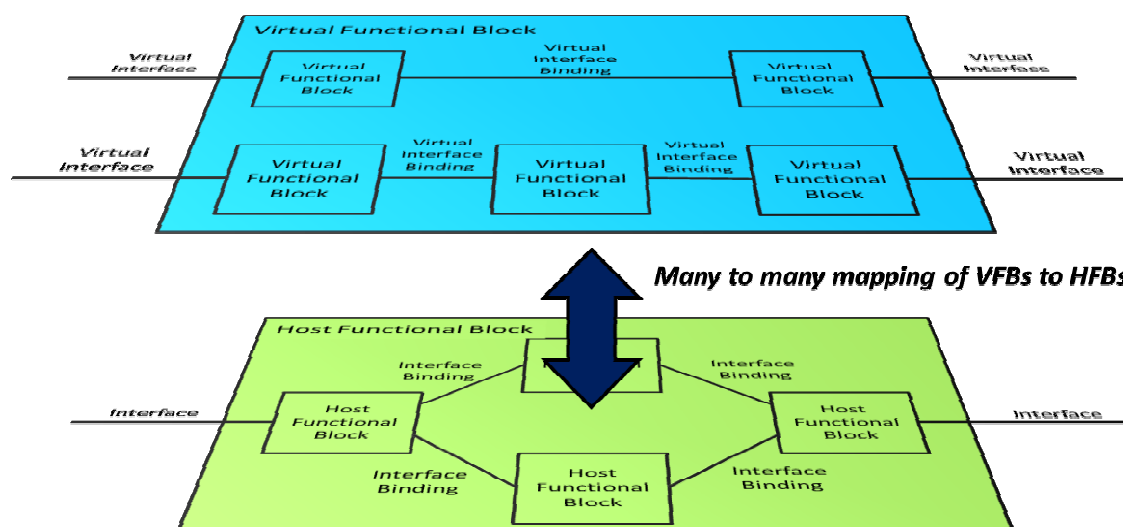 Virtual Functional Block
Virtual
Interface
Virtual
Functional
Block
Virtual
Interface
Binding
Virtual
Functional
Block
Virtual
Interface
Virtual
Interface
Virtual
Functional
Block
Virtual
Interface
Binding
Virtual
Functional
Block
Virtual
Interface
Binding
Virtual
Functional
Block
Virtual
Interface
Many to many mapping of VFBs to HFBs
Host Functional Block
Interface
Binding
Interface
Binding
Interface
Host
Functional
Block
Host
Functional
Block
Interface
Interface
Binding
Host
Functional
Block
Interface
Binding